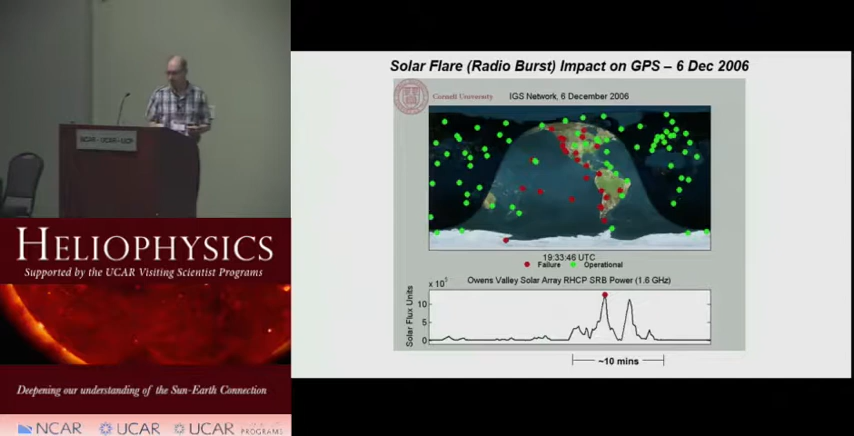 Solar Flare (Radio Burst) Impact on GPS – 6 Dec 2006
Cornell University
IGS Network, 6 December 2006
19:33:46 UTC
Failure
Operational
Owens Valley Solar Array RHCP SRB Power (1.6 GHz)
x 10⁵
Solar Flux Units
10
5
0
~10 mins
NCAR
HELIOPHYSICS
Supported by the UCAR Visiting Scientist Programs
Deepening our understanding of the Sun-Earth Connection
NCAR
UCAR
UCAR
PROGRAMS